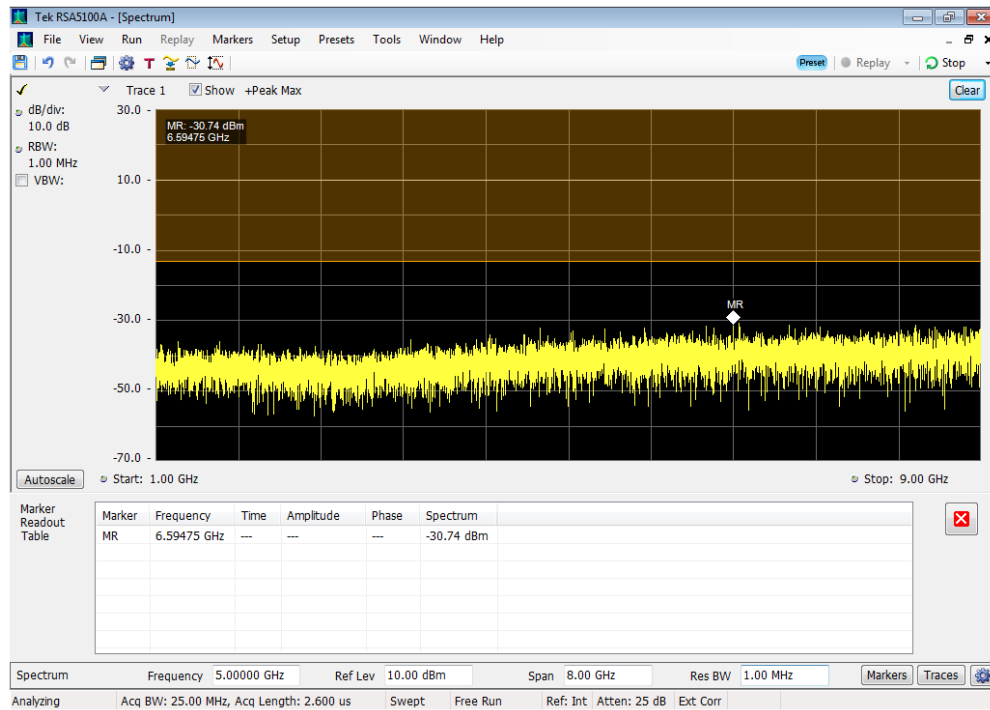 Tek RSA5100A - [Spectrum]
File View Run Replay Markers Setup Presets Tools Window Help
T Preset Replay Stop
Trace 1 Show +Peak Max Clear
dB/div:
10.0 dB
RBW:
1.00 MHz
VBW:
30.0
10.0
-10.0
-30.0
-50.0
-70.0
MR: -30.74 dBm
6.59475 GHz
MR
Autoscale Start: 1.00 GHz Stop: 9.00 GHz
Marker
Readout
Table
Marker Frequency Time Amplitude Phase Spectrum
MR 6.59475 GHz --- --- --- -30.74 dBm
Spectrum Frequency 5.00000 GHz Ref Lev 10.00 dBm Span 8.00 GHz Res BW 1.00 MHz Markers Traces
Analyzing Acq BW: 25.00 MHz, Acq Length: 2.600 us Swept Free Run Ref: Int Atten: 25 dB Ext Corr